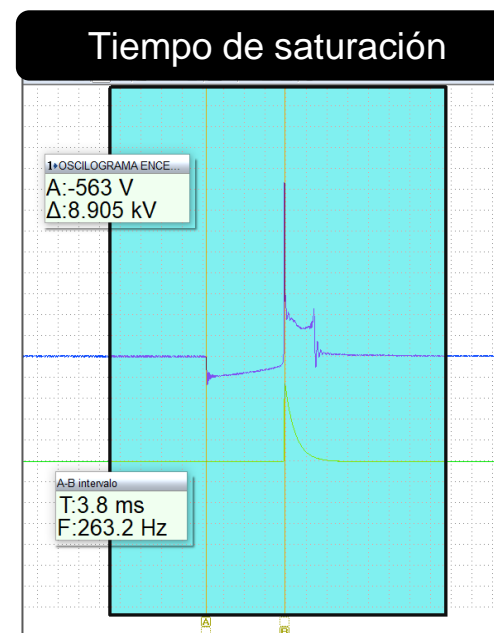 Tiempo de saturación
1▸OSCILOGRAMA ENCE...
A:-563 V
Δ:8.905 kV
A-B intervalo
T:3.8 ms
F:263.2 Hz
A
B